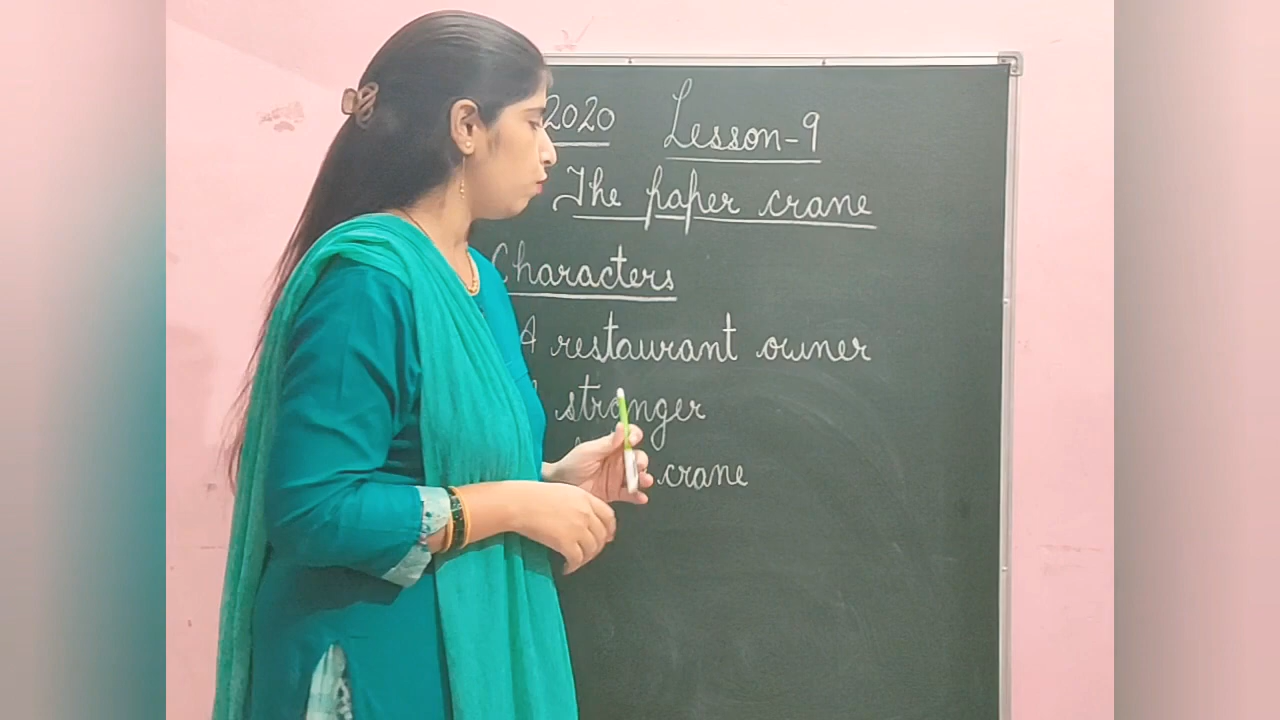 2020 Lesson-9
The paper crane
Characters
A restaurant owner
stranger
crane